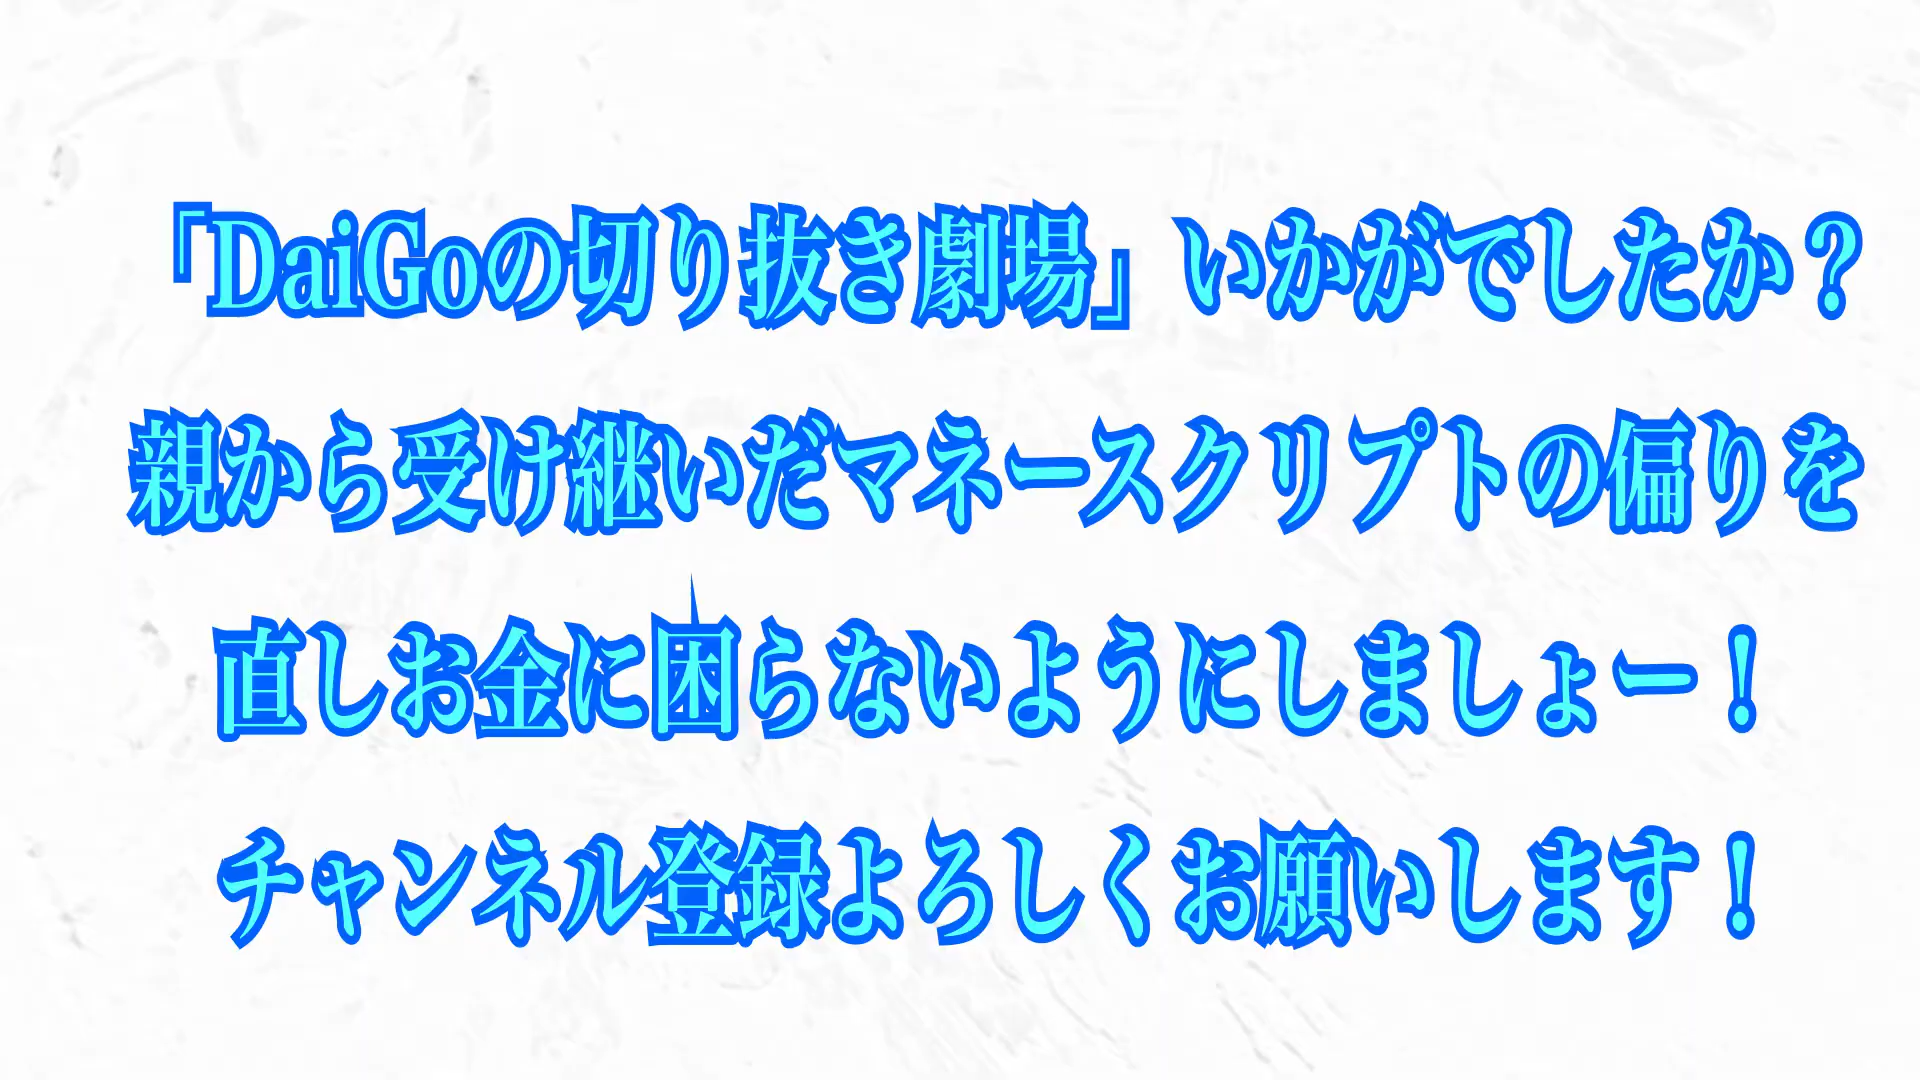 「DaiGoの切り抜き劇場」いかがでしたか？
親から受け継いだマネースクリプトの偏りを
直しお金に困らないようにしましょー！
チャンネル登録よろしくお願いします！